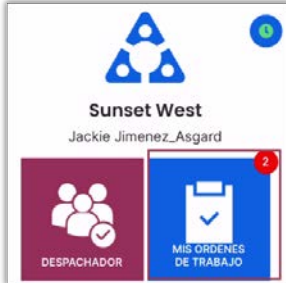 Sunset West
Jackie Jimenez_Asgard
2
DESPACHADOR
MIS ORDENES
DE TRABAJO